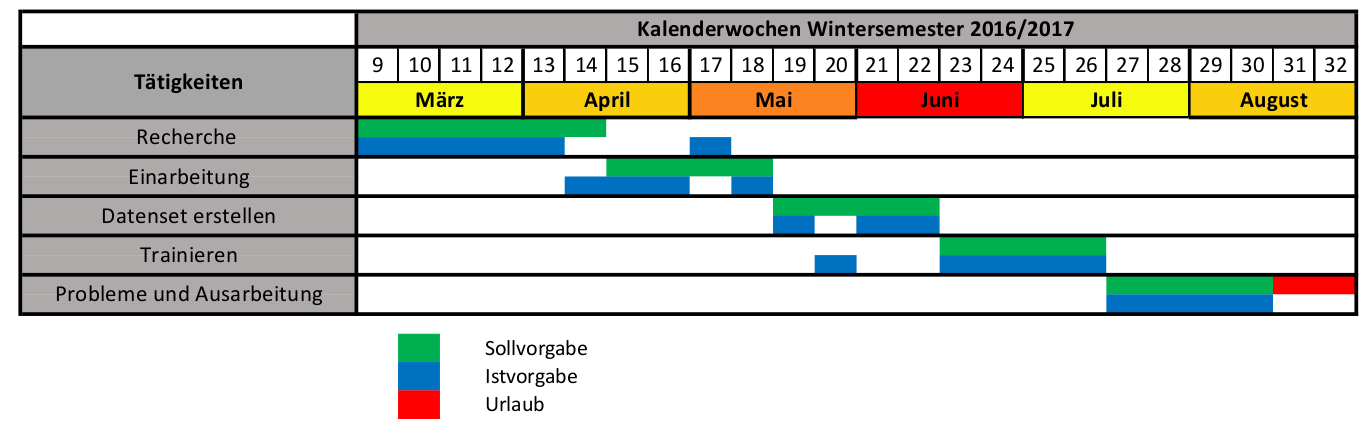 Kalenderwochen Wintersemester 2016/2017
Tätigkeiten
9 10 11 12 13 14 15 16 17 18 19 20 21 22 23 24 25 26 27 28 29 30 31 32
März April Mai Juni Juli August
Recherche
Einarbeitung
Datenset erstellen
Trainieren
Probleme und Ausarbeitung
Sollvorgabe
Istvorgabe
Urlaub